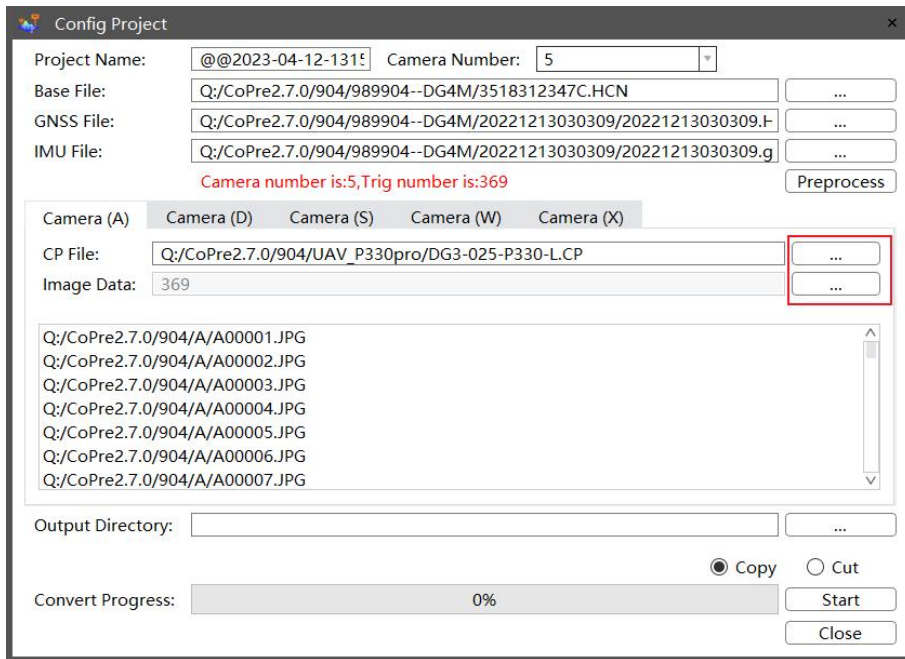 Config Project
Project Name: @@2023-04-12-1315 Camera Number: 5
Base File: Q:/CoPre2.7.0/904/989904--DG4M/3518312347C.HCN ...
GNSS File: Q:/CoPre2.7.0/904/989904--DG4M/20221213030309/20221213030309.H ...
IMU File: Q:/CoPre2.7.0/904/989904--DG4M/20221213030309/20221213030309.g ...
Camera number is:5,Trig number is:369 Preprocess
Camera (A) Camera (D) Camera (S) Camera (W) Camera (X)
CP File: Q:/CoPre2.7.0/904/UAV_P330pro/DG3-025-P330-L.CP ...
Image Data: 369 ...
Q:/CoPre2.7.0/904/A/A00001.JPG
Q:/CoPre2.7.0/904/A/A00002.JPG
Q:/CoPre2.7.0/904/A/A00003.JPG
Q:/CoPre2.7.0/904/A/A00004.JPG
Q:/CoPre2.7.0/904/A/A00005.JPG
Q:/CoPre2.7.0/904/A/A00006.JPG
Q:/CoPre2.7.0/904/A/A00007.JPG
Output Directory: ...
Copy Cut
Convert Progress: 0% Start
Close